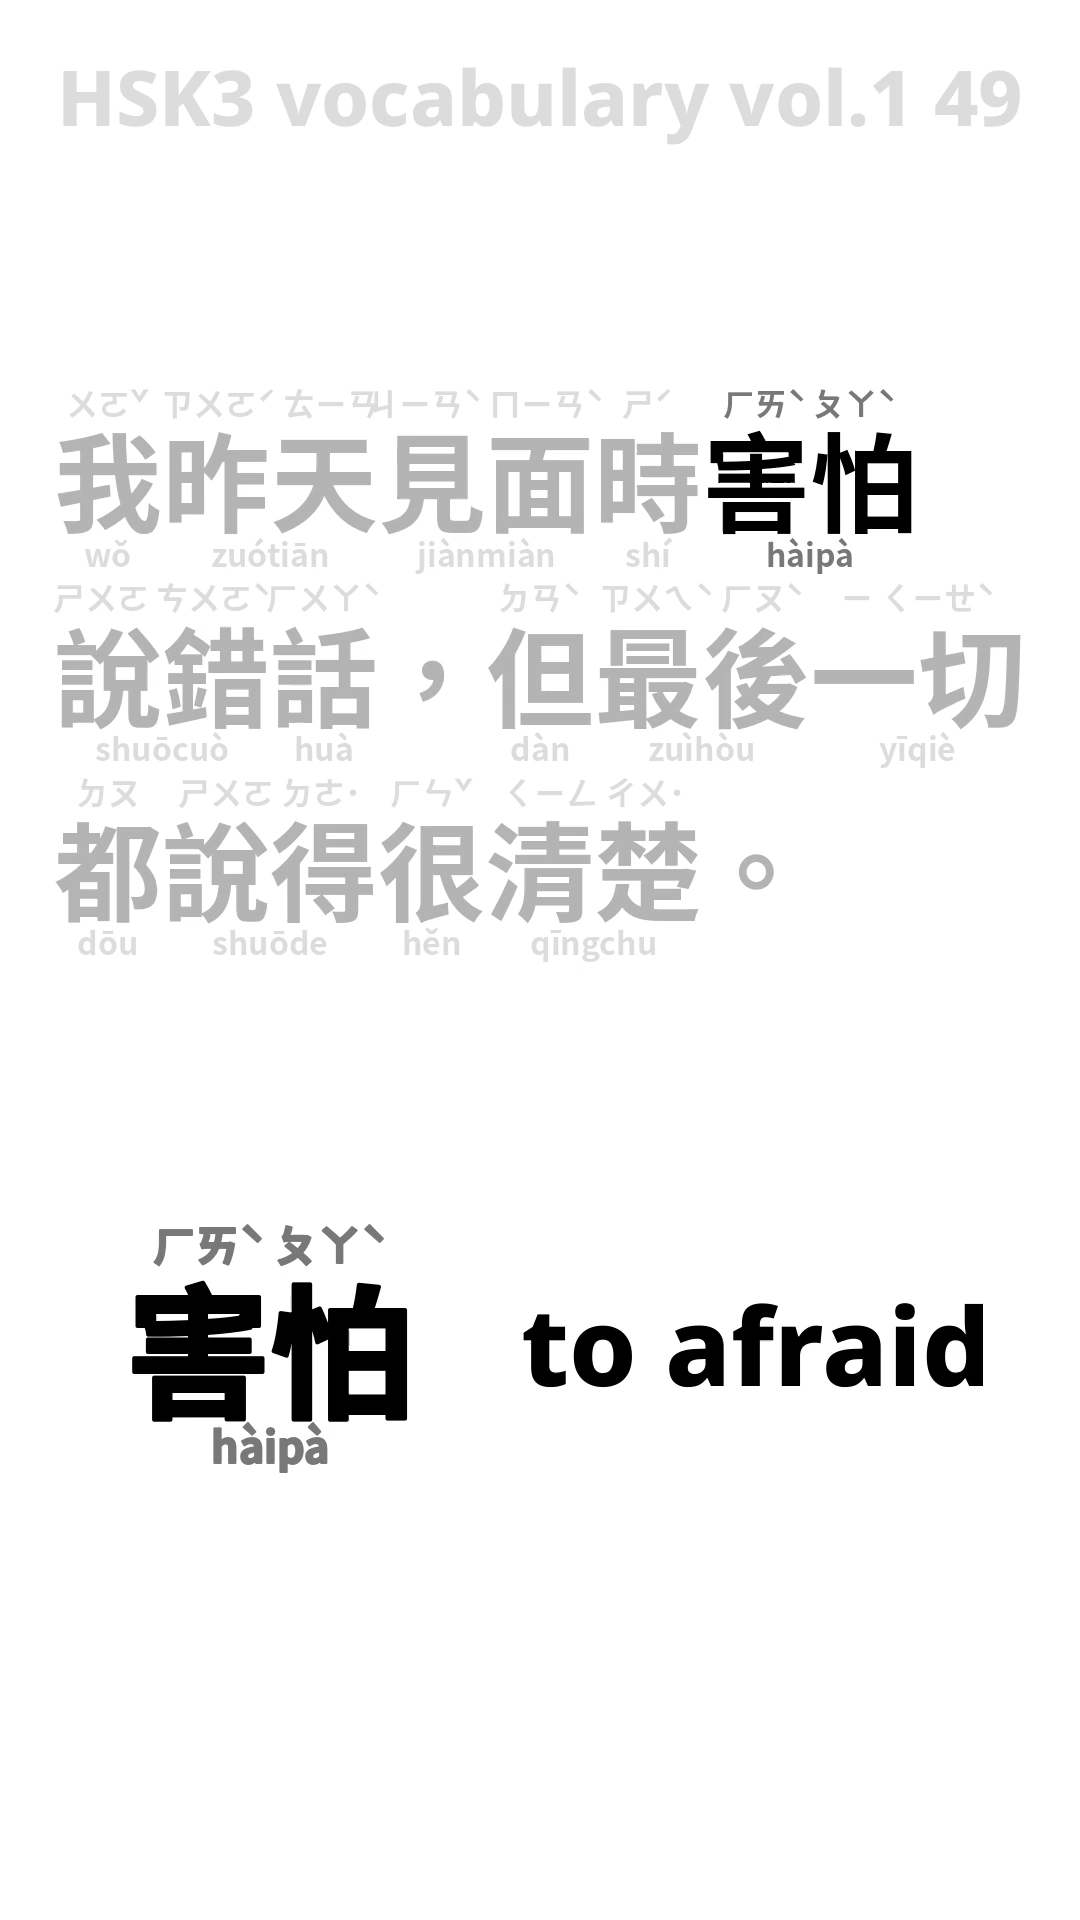 HSK3 vocabulary vol.1 49
ㄨㄛˇ ㄗㄨㄛˊ ㄊㄧㄢ ㄐㄧㄢˋ ㄇㄧㄢˋ ㄕˊ ㄏㄞˋ ㄆㄚˋ
我昨天見面時害怕
wǒ zuótiān jiànmiàn shí hàipà
ㄕㄨㄛ ㄘㄨㄛˋ ㄏㄨㄚˋ ㄉㄢˋ ㄗㄨㄟˋ ㄏㄡˋ ㄧ ㄑㄧㄝˋ
說錯話，但最後一切
shuōcuò huà dàn zuìhòu yīqiè
ㄉㄡ ㄕㄨㄛ ㄉㄜ˙ ㄏㄣˇ ㄑㄧㄥ ㄔㄨ˙
都說得很清楚。
dōu shuōde hěn qīngchu
ㄏㄞˋ ㄆㄚˋ
害怕 to afraid
hàipà